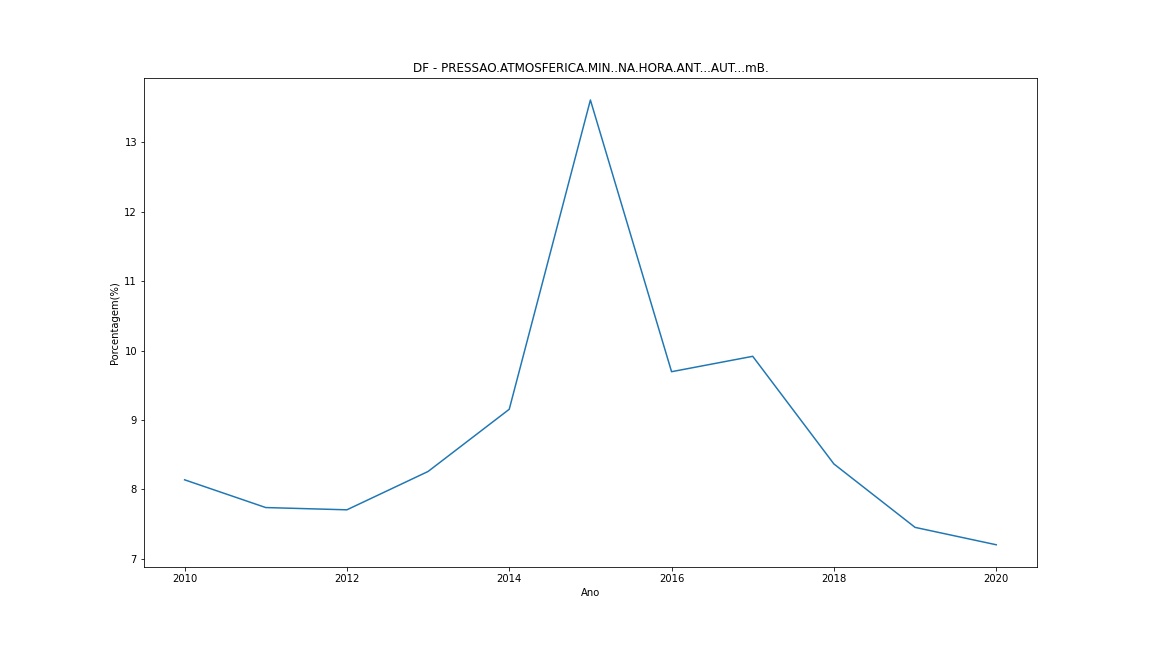 DF - PRESSAO.ATMOSFERICA.MIN..NA.HORA.ANT...AUT...mB.
Porcentagem(%)
13
12
11
10
9
8
7
2010 2012 2014 2016 2018 2020
Ano